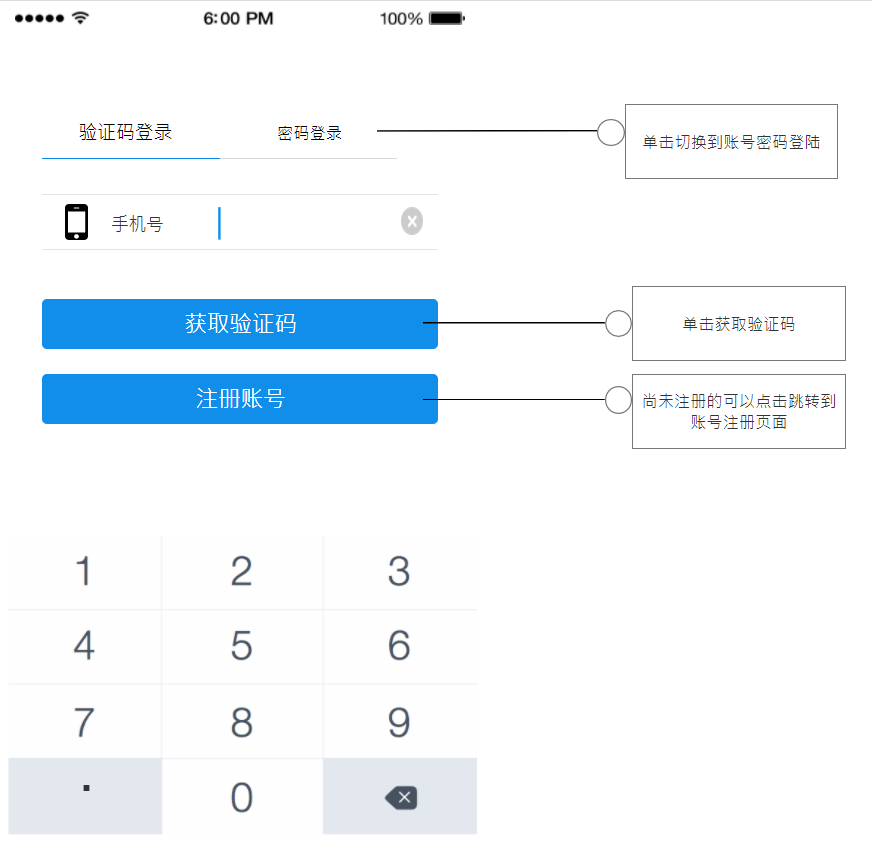 6:00 PM 100%
验证码登录 密码登录
单击切换到账号密码登陆
手机号
获取验证码
单击获取验证码
注册账号
尚未注册的可以点击跳转到
账号注册页面
1 2 3
4 5 6
7 8 9
. 0